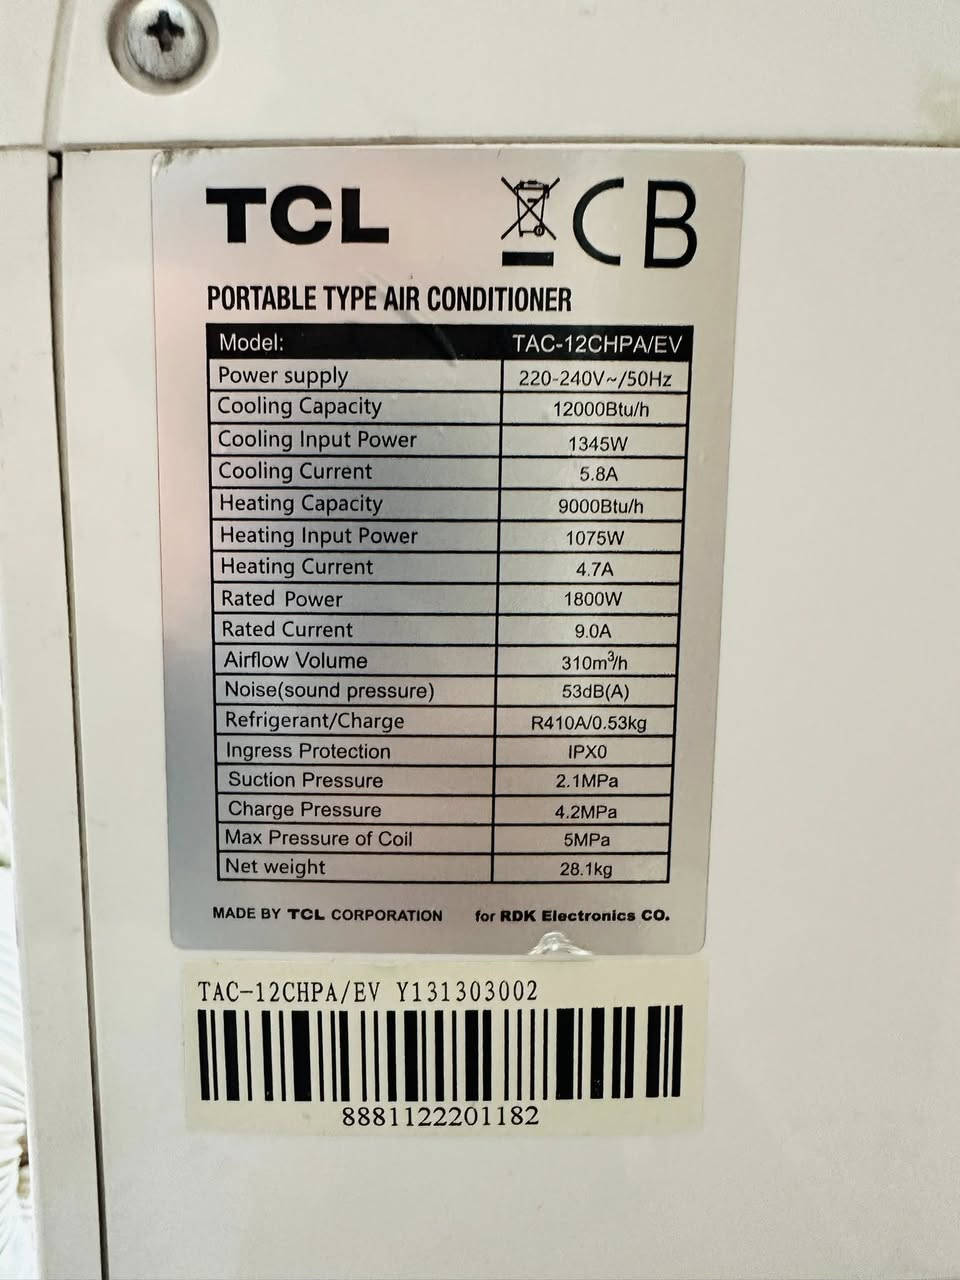 TCL CB
PORTABLE TYPE AIR CONDITIONER
Model: TAC-12CHPA/EV
Power supply 220-240V~/50Hz
Cooling Capacity 12000Btu/h
Cooling Input Power 1345W
Cooling Current 5.8A
Heating Capacity 9000Btu/h
Heating Input Power 1075W
Heating Current 4.7A
Rated Power 1800W
Rated Current 9.0A
Airflow Volume 310m³/h
Noise(sound pressure) 53dB(A)
Refrigerant/Charge R410A/0.53kg
Ingress Protection IPX0
Suction Pressure 2.1MPa
Charge Pressure 4.2MPa
Max Pressure of Coil 5MPa
Net weight 28.1kg
MADE BY TCL CORPORATION for RDK Electronics CO.
TAC-12CHPA/EV Y131303002
8881122201182